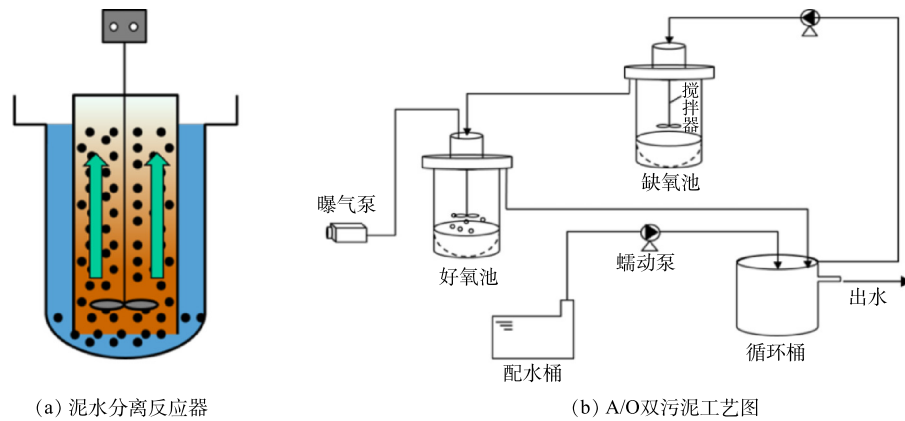 搅拌器
缺氧池
曝气泵
好氧池
蠕动泵
出水
循环桶
配水桶
(a) 泥水分离反应器
(b) A/O双污泥工艺图